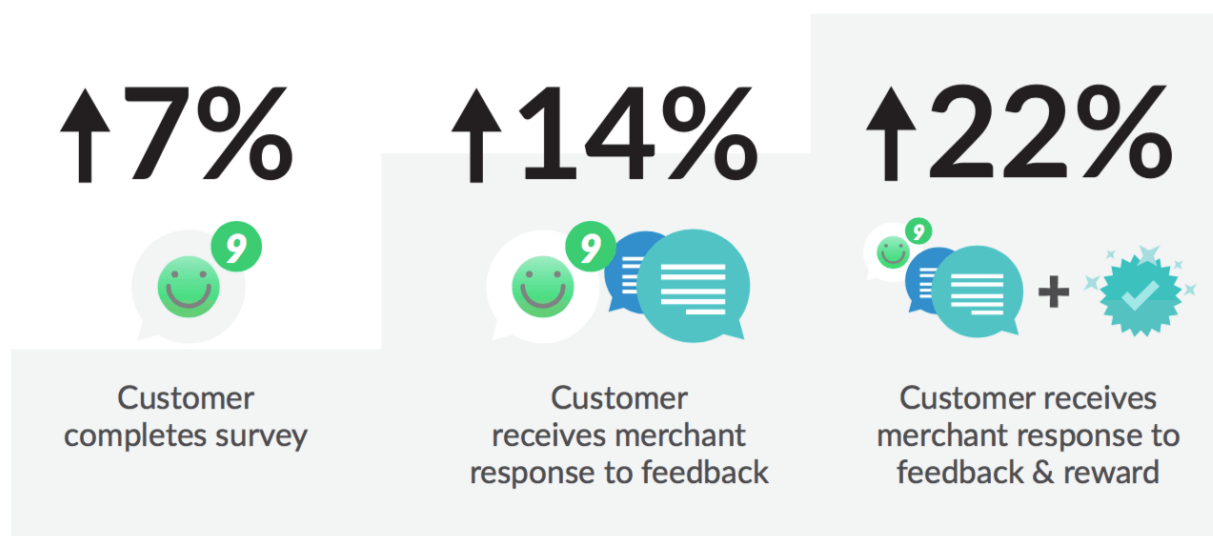 ↑7%
9
Customer
completes survey
↑14%
9
Customer
receives merchant
response to feedback
↑22%
9
+
Customer receives
merchant response to
feedback & reward